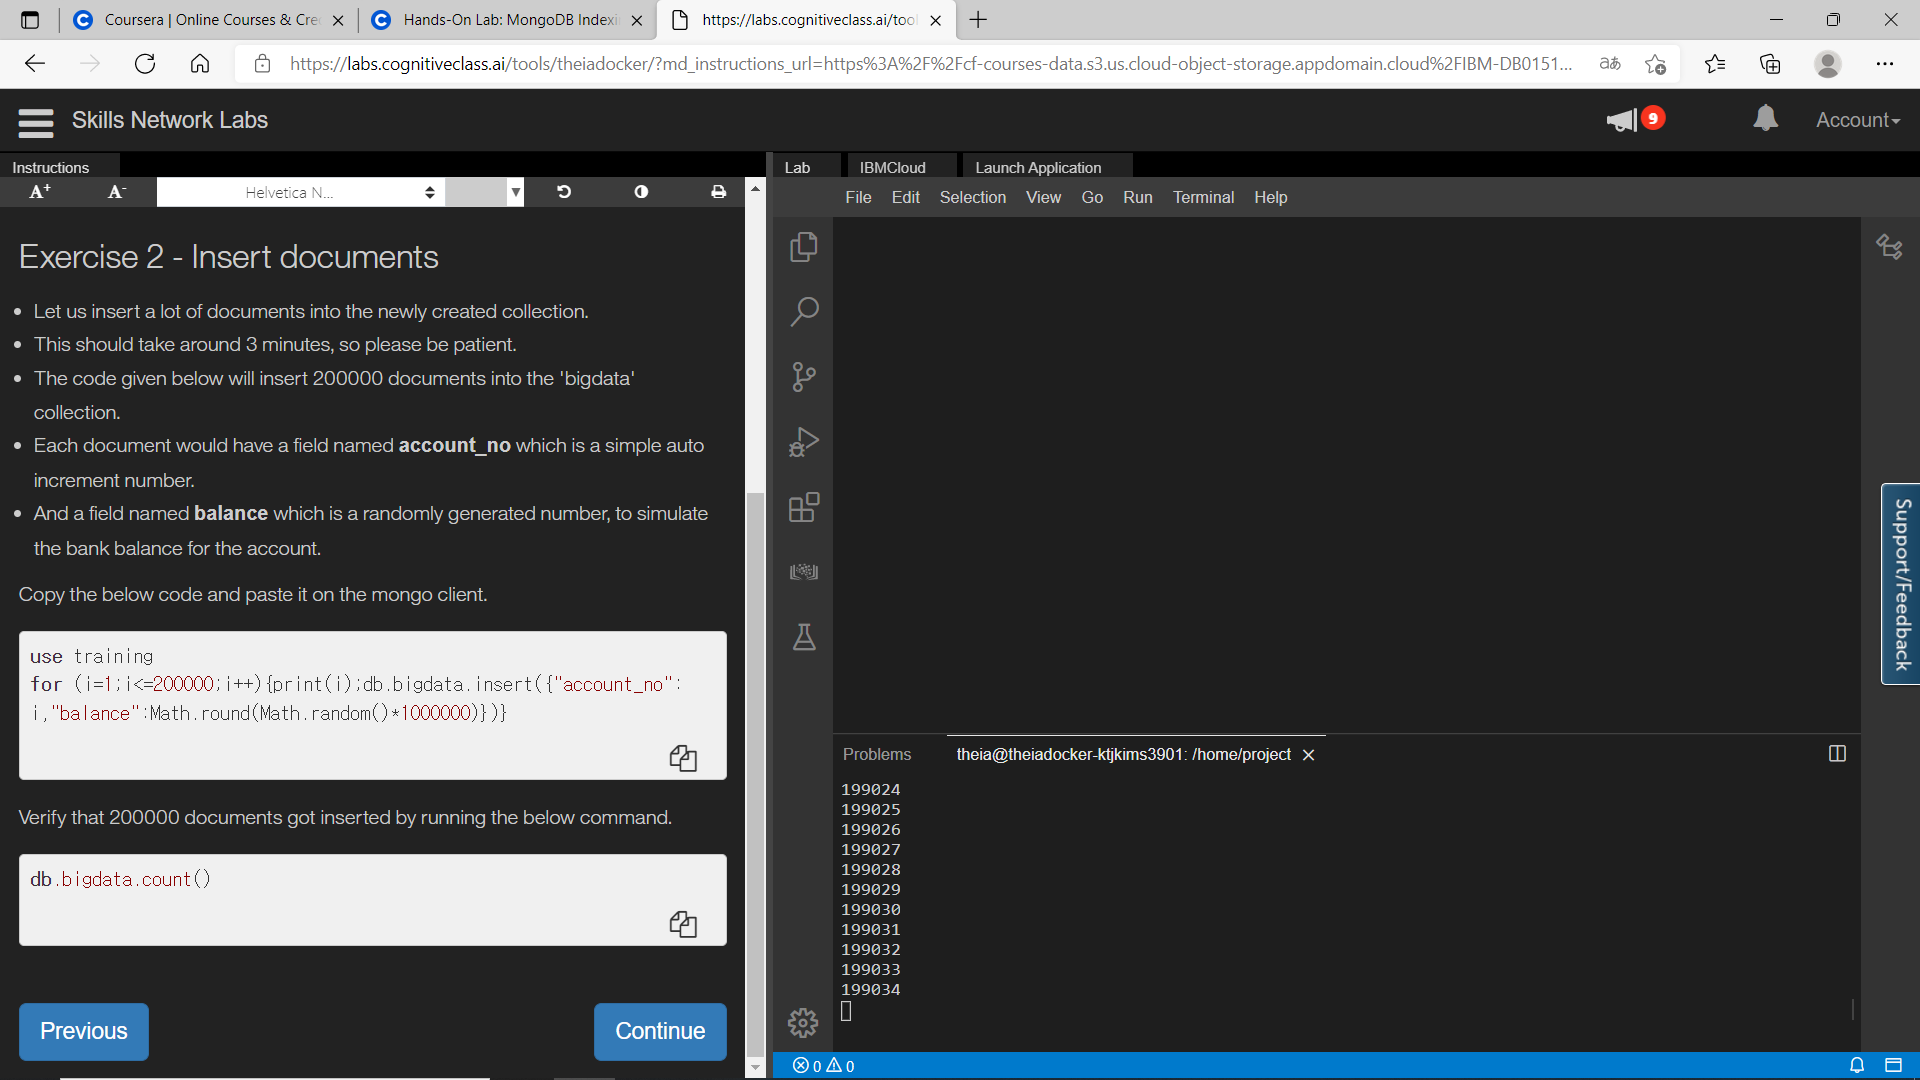 Coursera | Online Courses & Cre
Hands-On Lab: MongoDB Indexi
https://labs.cognitiveclass.ai/tool
https://labs.cognitiveclass.ai/tools/theiadocker/?md_instructions_url=https%3A%2F%2Fcf-courses-data.s3.us.cloud-object-storage.appdomain.cloud%2FIBM-DB0151...
ああ
Skills Network Labs
9
Account
Instructions
Lab
IBMCloud
Launch Application
A+
A-
Helvetica N...
File Edit Selection View Go Run Terminal Help
Exercise 2 - Insert documents
• Let us insert a lot of documents into the newly created collection.
• This should take around 3 minutes, so please be patient.
• The code given below will insert 200000 documents into the 'bigdata'
collection.
• Each document would have a field named account_no which is a simple auto
increment number.
• And a field named balance which is a randomly generated number, to simulate
the bank balance for the account.
Copy the below code and paste it on the mongo client.
use training
for (i=1;i<=200000;i++){print(i);db.bigdata.insert({"account_no":
i,"balance":Math.round(Math.random()*1000000)})}
Verify that 200000 documents got inserted by running the below command.
db.bigdata.count()
Previous
Continue
Support/Feedback
Problems
theia@theiadocker-ktjkims3901: /home/project
199024
199025
199026
199027
199028
199029
199030
199031
199032
199033
199034
0 0